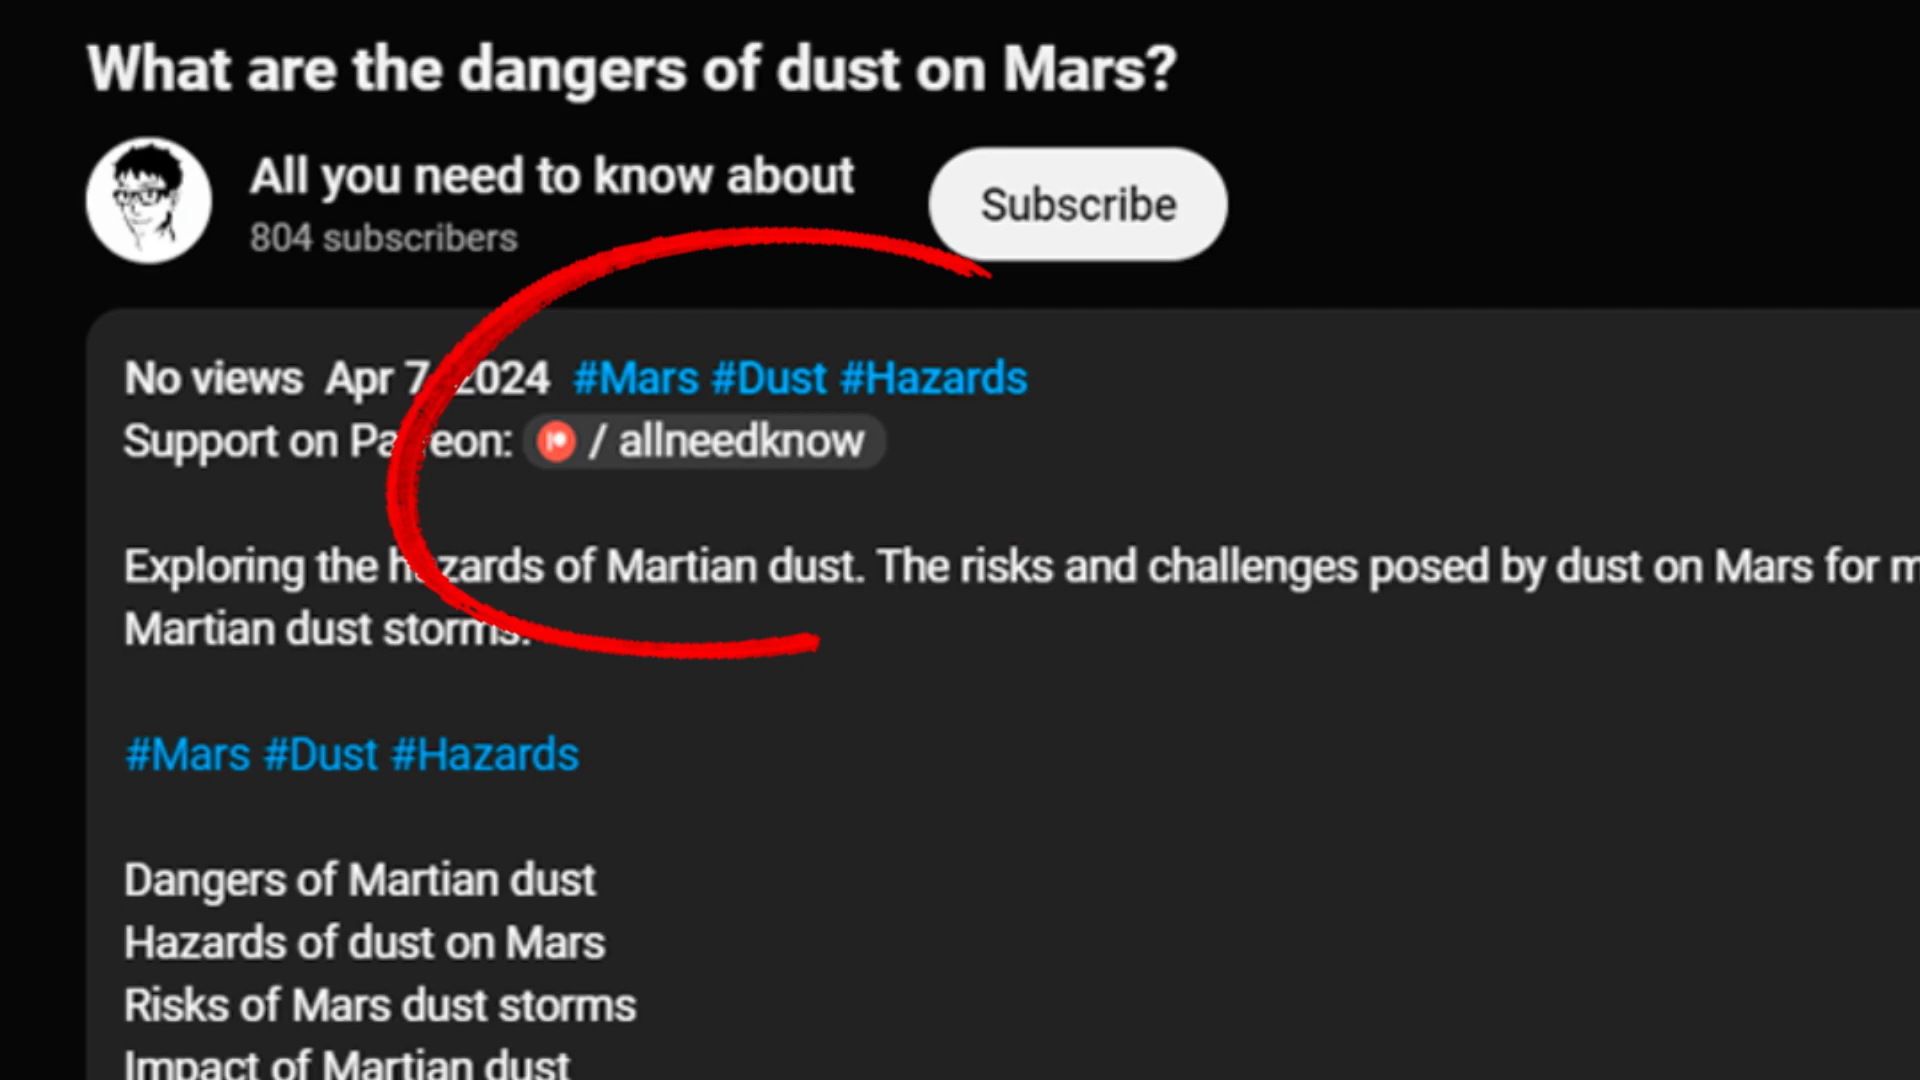 What are the dangers of dust on Mars?
All you need to know about
804 subscribers
Subscribe
No views Apr 7, 2024 #Mars #Dust #Hazards
Support on Patreon: / allneedknow
Exploring the hazards of Martian dust. The risks and challenges posed by dust on Mars for m
Martian dust storms.
#Mars #Dust #Hazards
Dangers of Martian dust
Hazards of dust on Mars
Risks of Mars dust storms
Impact of Martian dust